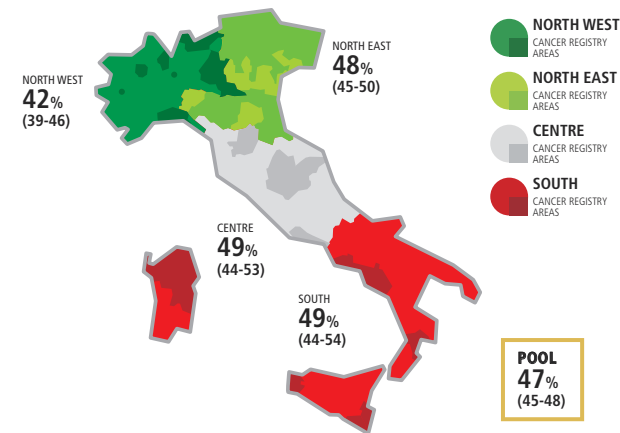 NORTH WEST
42%
(39-46)
NORTH EAST
48%
(45-50)
CENTRE
49%
(44-53)
SOUTH
49%
(44-54)
NORTH WEST
CANCER REGISTRY
AREAS
NORTH EAST
CANCER REGISTRY
AREAS
CENTRE
CANCER REGISTRY
AREAS
SOUTH
CANCER REGISTRY
AREAS
POOL
47%
(45-48)